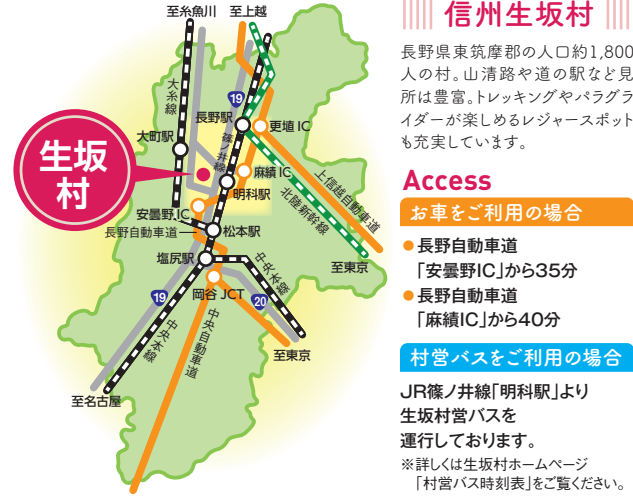 至糸魚川
至上越
大糸線
19
長野駅
更埴IC
大町駅
篠ノ井線
麻績IC
生坂
村
明科駅
上信越自動車道
北陸新幹線
安曇野IC
長野自動車道
松本駅
塩尻駅
中央本線
至東京
岡谷JCT
19
20
中央本線
中央自動車道
至東京
至名古屋
信州生坂村
長野県東筑摩郡の人口約1,800
人の村。山清路や道の駅など見
所は豊富。トレッキングやパラグラ
イダーが楽しめるレジャースポット
も充実しています。
Access
お車をご利用の場合
●長野自動車道
「安曇野IC」から35分
●長野自動車道
「麻績IC」から40分
村営バスをご利用の場合
JR篠ノ井線「明科駅」より
生坂村営バスを
運行しております。
※詳しくは生坂村ホームページ
「村営バス時刻表」をご覧ください。